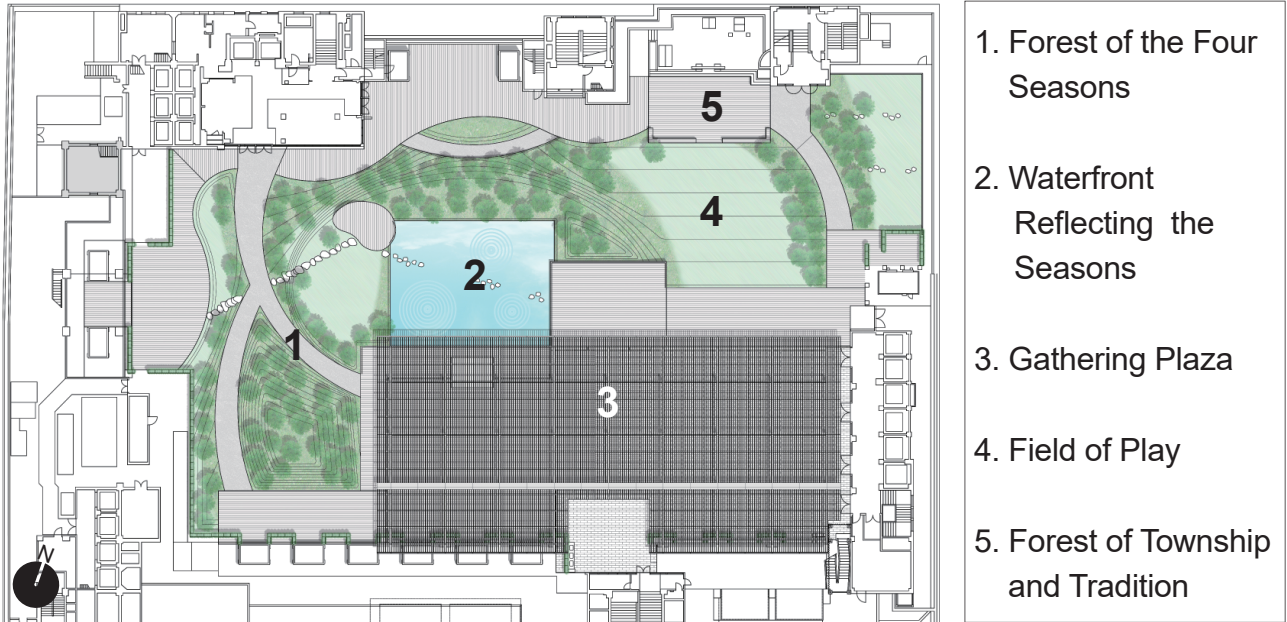 5
4
2
1
3
N
1. Forest of the Four
Seasons
2. Waterfront
Reflecting the
Seasons
3. Gathering Plaza
4. Field of Play
5. Forest of Township
and Tradition